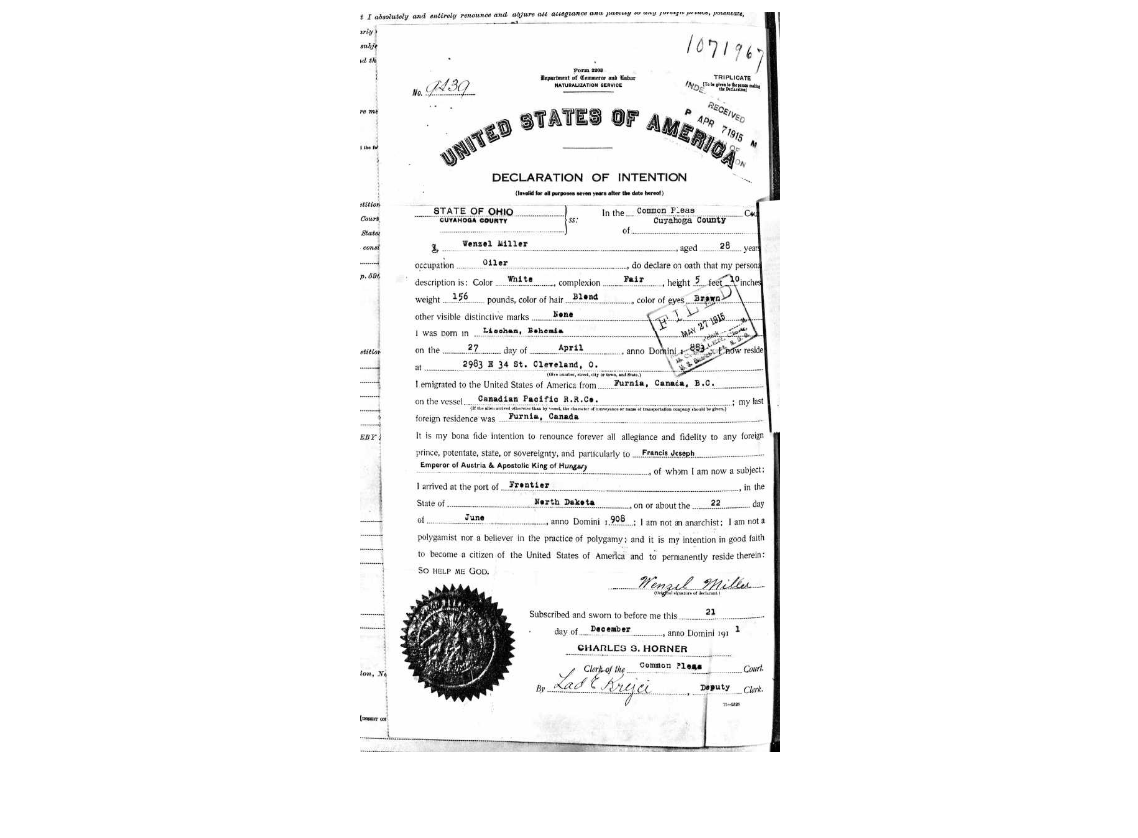 t I absolutely and entirely renounce and abjure all allegiance and fidelity to any foreign prince, potentate,
1071967
Form 2203
Department of Commerce and Labor
NATURALIZATION SERVICE
TRIPLICATE
[To be given to the person making the Declaration]
No. 9239
RECEIVED
APR 7 1915
UNITED STATES OF AMERICA
DECLARATION OF INTENTION
(Invalid for all purposes seven years after the date hereof)
STATE OF OHIO
CUYAHOGA COUNTY
ss:
In the Common Pleas
Cuyahoga County
of
I, Wenzel Miller, aged 28 years
occupation Oiler, do declare on oath that my person
description is: Color White, complexion Fair, height 5 feet 10 inches
weight 156 pounds, color of hair Blond, color of eyes Brown
other visible distinctive marks None
FILED
MAY 27 1915
I was born in Lischan, Bohemia
on the 27 day of April, anno Domini 1 883 I now reside
at 2983 E 34 St. Cleveland, O.
(Give number, street, city or town, and State.)
I emigrated to the United States of America from Furnia, Canada, B.C.
on the vessel Canadian Pacific R.R.Co. ; my last
(If the alien arrived otherwise than by vessel, the character of conveyance or name of transportation company should be given.)
foreign residence was Furnia, Canada
It is my bona fide intention to renounce forever all allegiance and fidelity to any foreign
prince, potentate, state, or sovereignty, and particularly to Francis Joseph
Emperor of Austria & Apostolic King of Hungary, of whom I am now a subject;
I arrived at the port of Frontier, in the
State of North Dakota, on or about the 22 day
of June, anno Domini 1 908 ; I am not an anarchist; I am not a
polygamist nor a believer in the practice of polygamy; and it is my intention in good faith
to become a citizen of the United States of America and to permanently reside therein:
SO HELP ME GOD.
Wenzel Miller
(Original signature of declarant.)
Subscribed and sworn to before me this 21
day of December, anno Domini 191 1
CHARLES S. HORNER
Clerk of the Common Pleas Court.
By Lad E Krejci, Deputy Clerk.